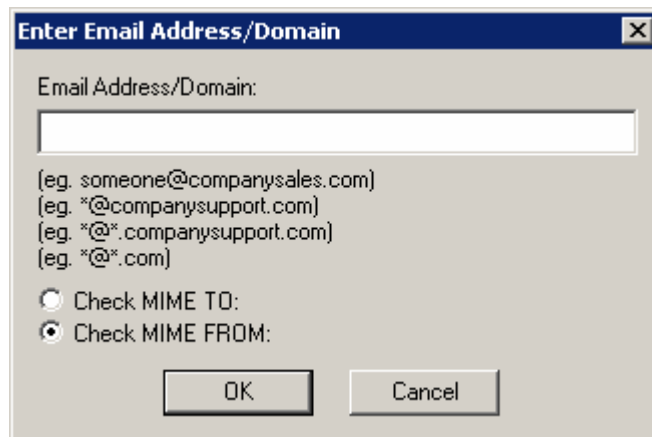 Enter Email Address/Domain
Email Address/Domain:
(eg. someone@companysales.com)
(eg. *@companysupport.com)
(eg. *@*.companysupport.com)
(eg. *@*.com)
Check MIME TO:
Check MIME FROM:
OK Cancel